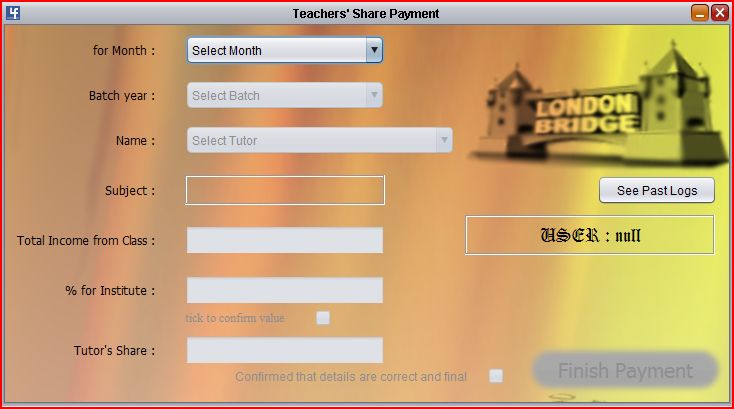 Teachers' Share Payment
for Month :
Select Month
Batch year :
Select Batch
Name :
Select Tutor
LONDON
BRIDGE
Subject :
See Past Logs
USER : null
Total Income from Class :
% for Institute :
tick to confirm value
Tutor's Share :
Confirmed that details are correct and final
Finish Payment